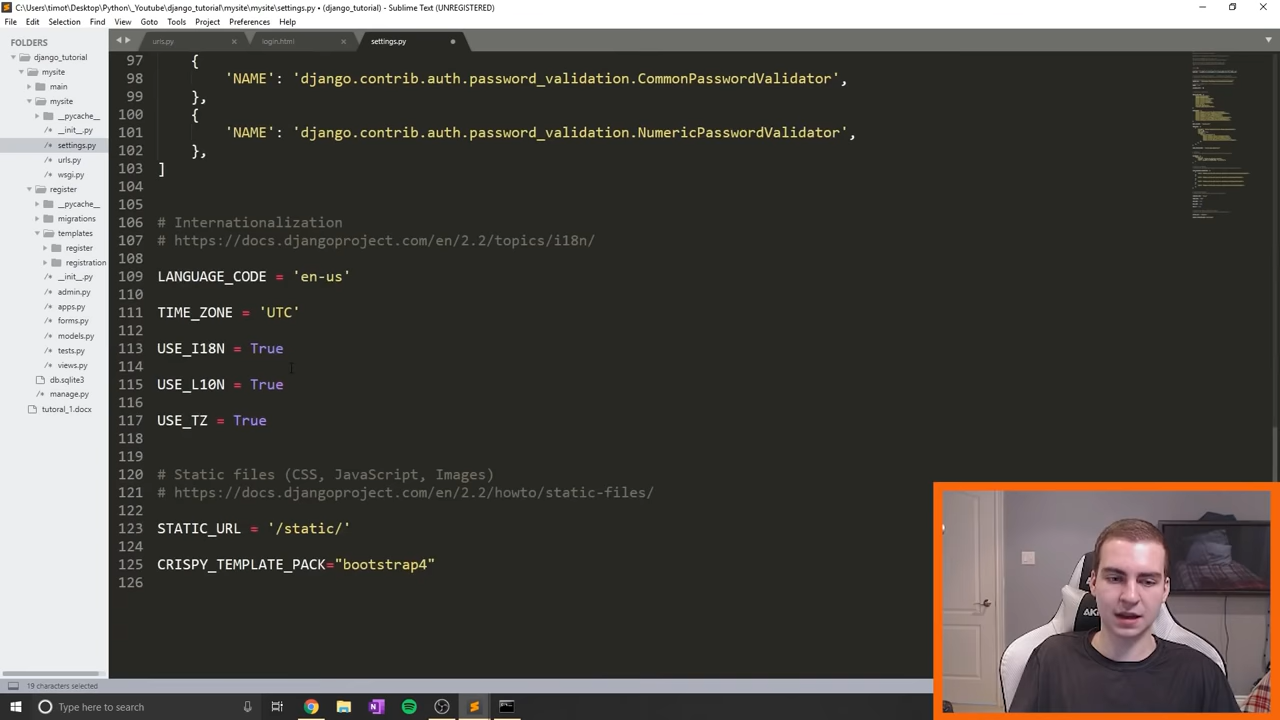 C:\Users\timot\Desktop\Python\_Youtube\django_tutorial\mysite\mysite\settings.py • - Sublime Text (UNREGISTERED)
File Edit Selection Find View Goto Tools Project Preferences Help
FOLDERS
django_tutorial
mysite
main
mysite
__pycache__
__init__.py
settings.py
urls.py
wsgi.py
register
__pycache__
migrations
templates
register
registration
__init__.py
admin.py
apps.py
forms.py
models.py
tests.py
views.py
db.sqlite3
manage.py
tutoral_1.docx
urls.py login.html settings.py
97 {
98 'NAME': 'django.contrib.auth.password_validation.CommonPasswordValidator',
99 },
100 {
101 'NAME': 'django.contrib.auth.password_validation.NumericPasswordValidator',
102 },
103 ]
104
105
106 # Internationalization
107 # https://docs.djangoproject.com/en/2.2/topics/i18n/
108
109 LANGUAGE_CODE = 'en-us'
110
111 TIME_ZONE = 'UTC'
112
113 USE_I18N = True
114
115 USE_L10N = True
116
117 USE_TZ = True
118
119
120 # Static files (CSS, JavaScript, Images)
121 # https://docs.djangoproject.com/en/2.2/howto/static-files/
122
123 STATIC_URL = '/static/'
124
125 CRISPY_TEMPLATE_PACK="bootstrap4"
126
19 characters selected
Type here to search